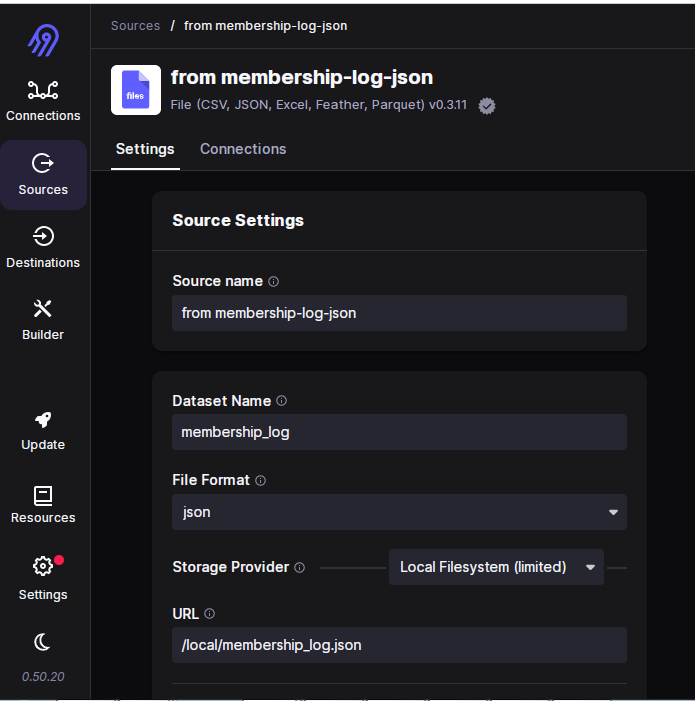 Sources / from membership-log-json
files
from membership-log-json
File (CSV, JSON, Excel, Feather, Parquet) v0.3.11
Settings
Connections
Connections
Sources
Destinations
Builder
Update
Resources
Settings
0.50.20
Source Settings
Source name
from membership-log-json
Dataset Name
membership_log
File Format
json
Storage Provider
Local Filesystem (limited)
URL
/local/membership_log.json